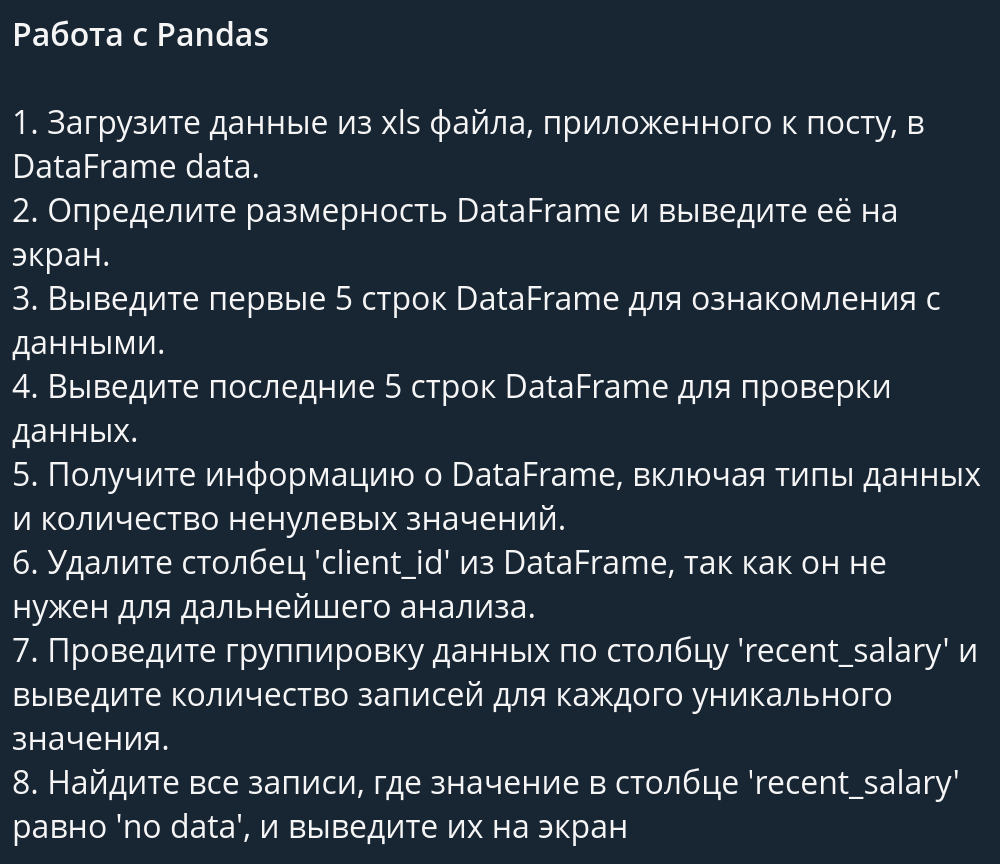 Работа с Pandas
1. Загрузите данные из xls файла, приложенного к посту, в
DataFrame data.
2. Определите размерность DataFrame и выведите её на
экран.
3. Выведите первые 5 строк DataFrame для ознакомления с
данными.
4. Выведите последние 5 строк DataFrame для проверки
данных.
5. Получите информацию о DataFrame, включая типы данных
и количество ненулевых значений.
6. Удалите столбец 'client_id' из DataFrame, так как он не
нужен для дальнейшего анализа.
7. Проведите группировку данных по столбцу 'recent_salary' и
выведите количество записей для каждого уникального
значения.
8. Найдите все записи, где значение в столбце 'recent_salary'
равно 'no data', и выведите их на экран